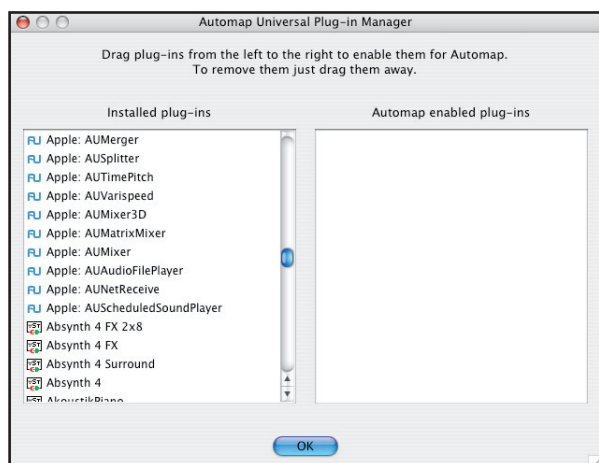 Automap Universal Plug-in Manager
Drag plug-ins from the left to the right to enable them for Automap.
To remove them just drag them away.
Installed plug-ins
Automap enabled plug-ins
Apple: AUMerger
Apple: AUSplitter
Apple: AUTimePitch
Apple: AUVarispeed
Apple: AUMixer3D
Apple: AUMatrixMixer
Apple: AUMixer
Apple: AUAudioFilePlayer
Apple: AUNetReceive
Apple: AUScheduledSoundPlayer
Absynth 4 FX 2x8
Absynth 4 FX
Absynth 4 Surround
Absynth 4
AkoustikPiano
OK